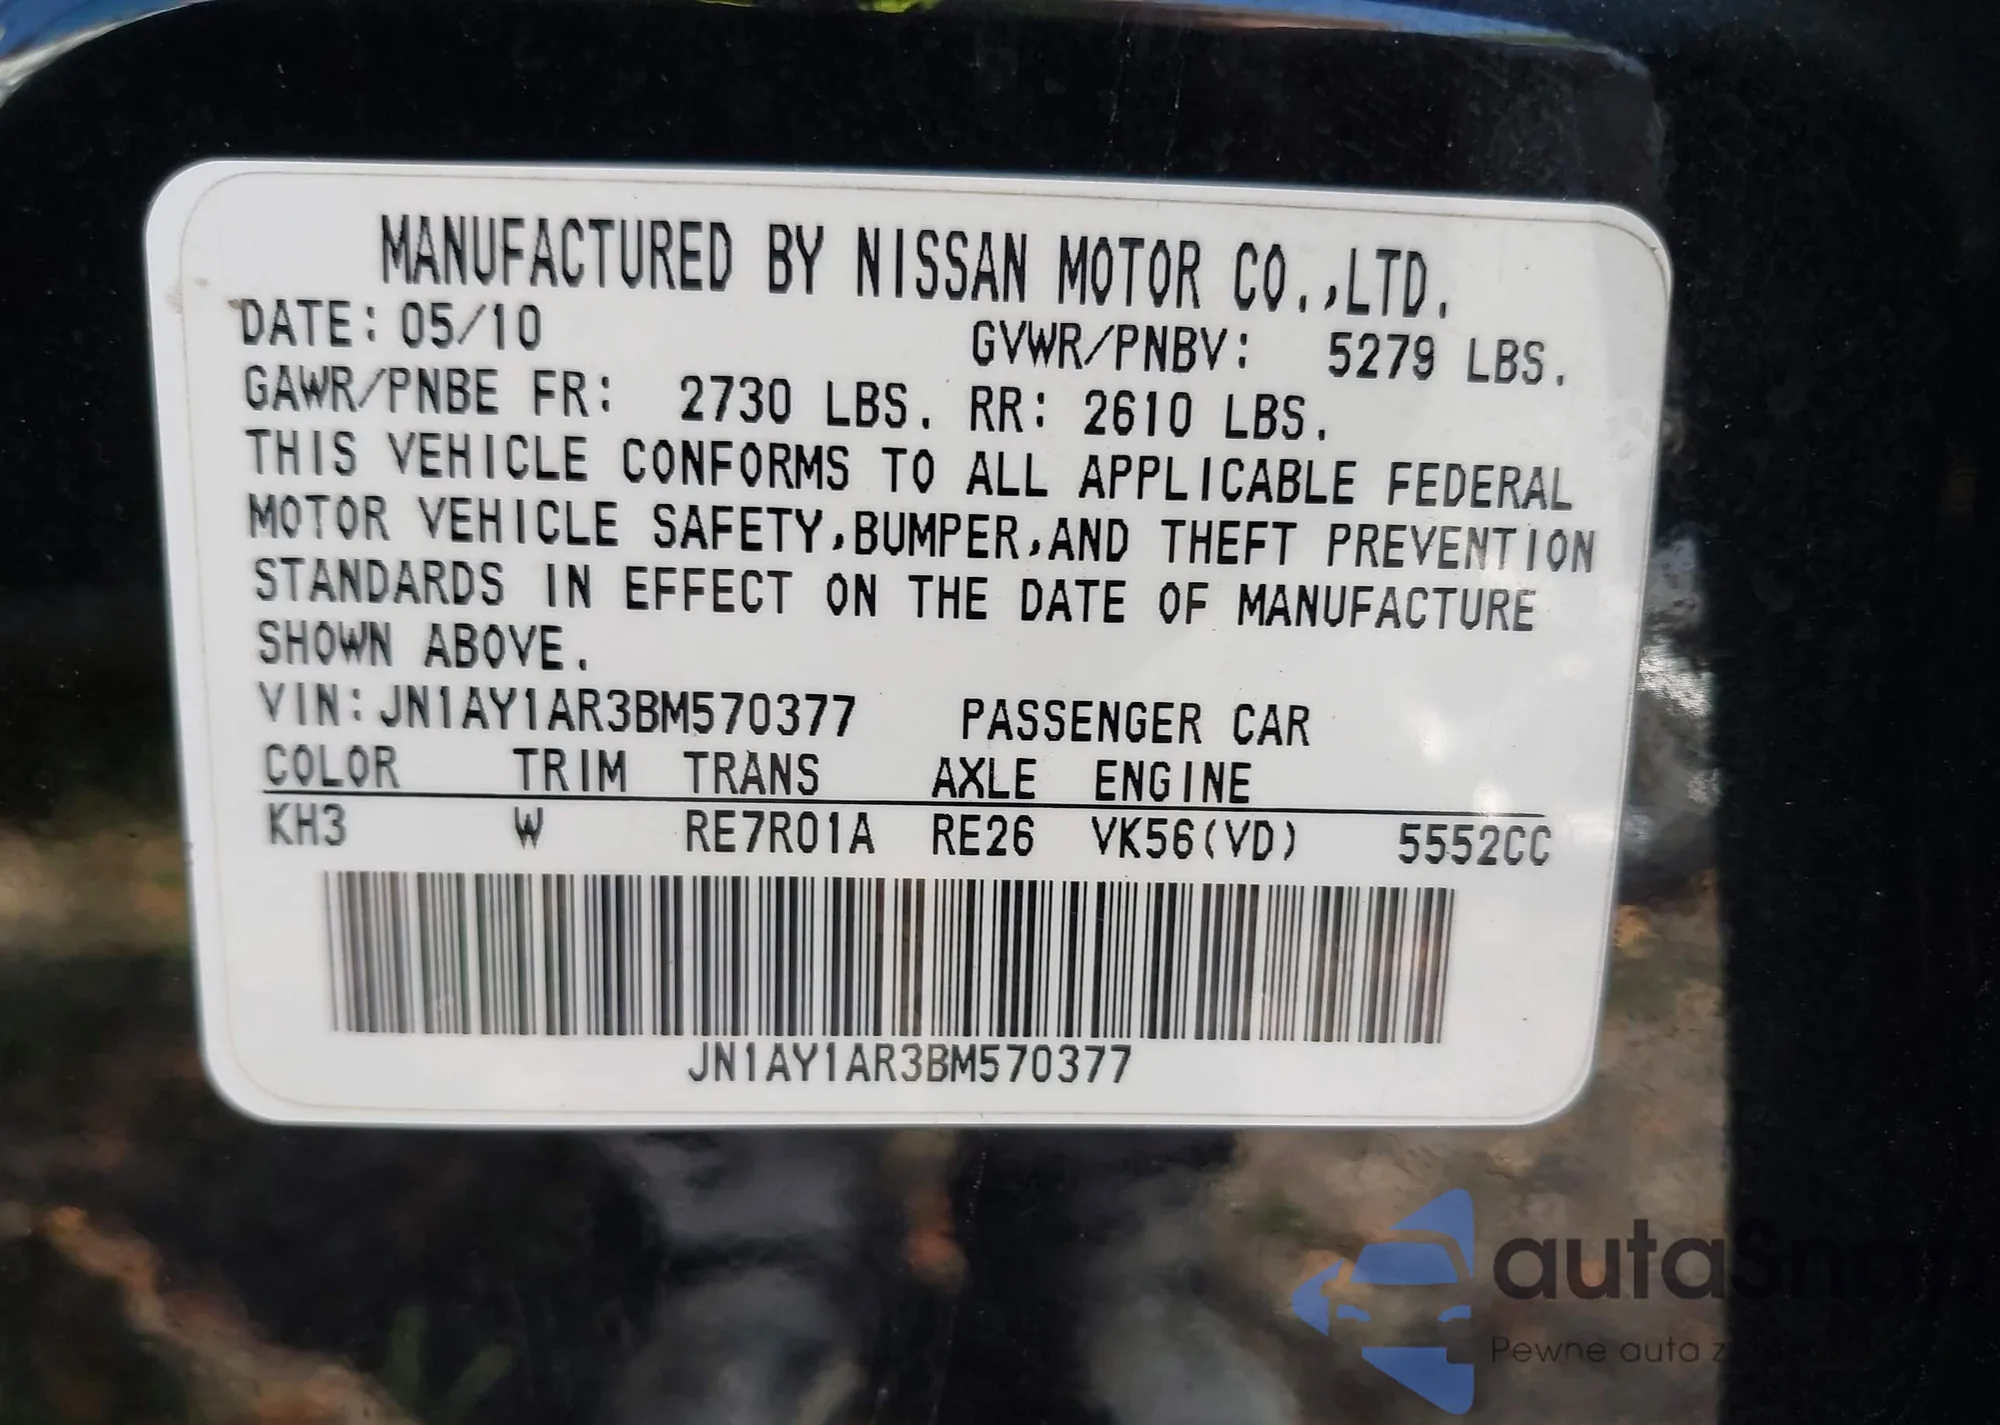 MANUFACTURED BY NISSAN MOTOR CO.,LTD.
DATE: 05/10 GVWR/PNBV: 5279 LBS.
GAWR/PNBE FR: 2730 LBS. RR: 2610 LBS.
THIS VEHICLE CONFORMS TO ALL APPLICABLE FEDERAL
MOTOR VEHICLE SAFETY,BUMPER,AND THEFT PREVENTION
STANDARDS IN EFFECT ON THE DATE OF MANUFACTURE
SHOWN ABOVE.
VIN:JN1AY1AR3BM570377 PASSENGER CAR
COLOR TRIM TRANS AXLE ENGINE
KH3 W RE7R01A RE26 VK56(VD) 5552CC
JN1AY1AR3BM570377
autaSnap
Pewne auta z